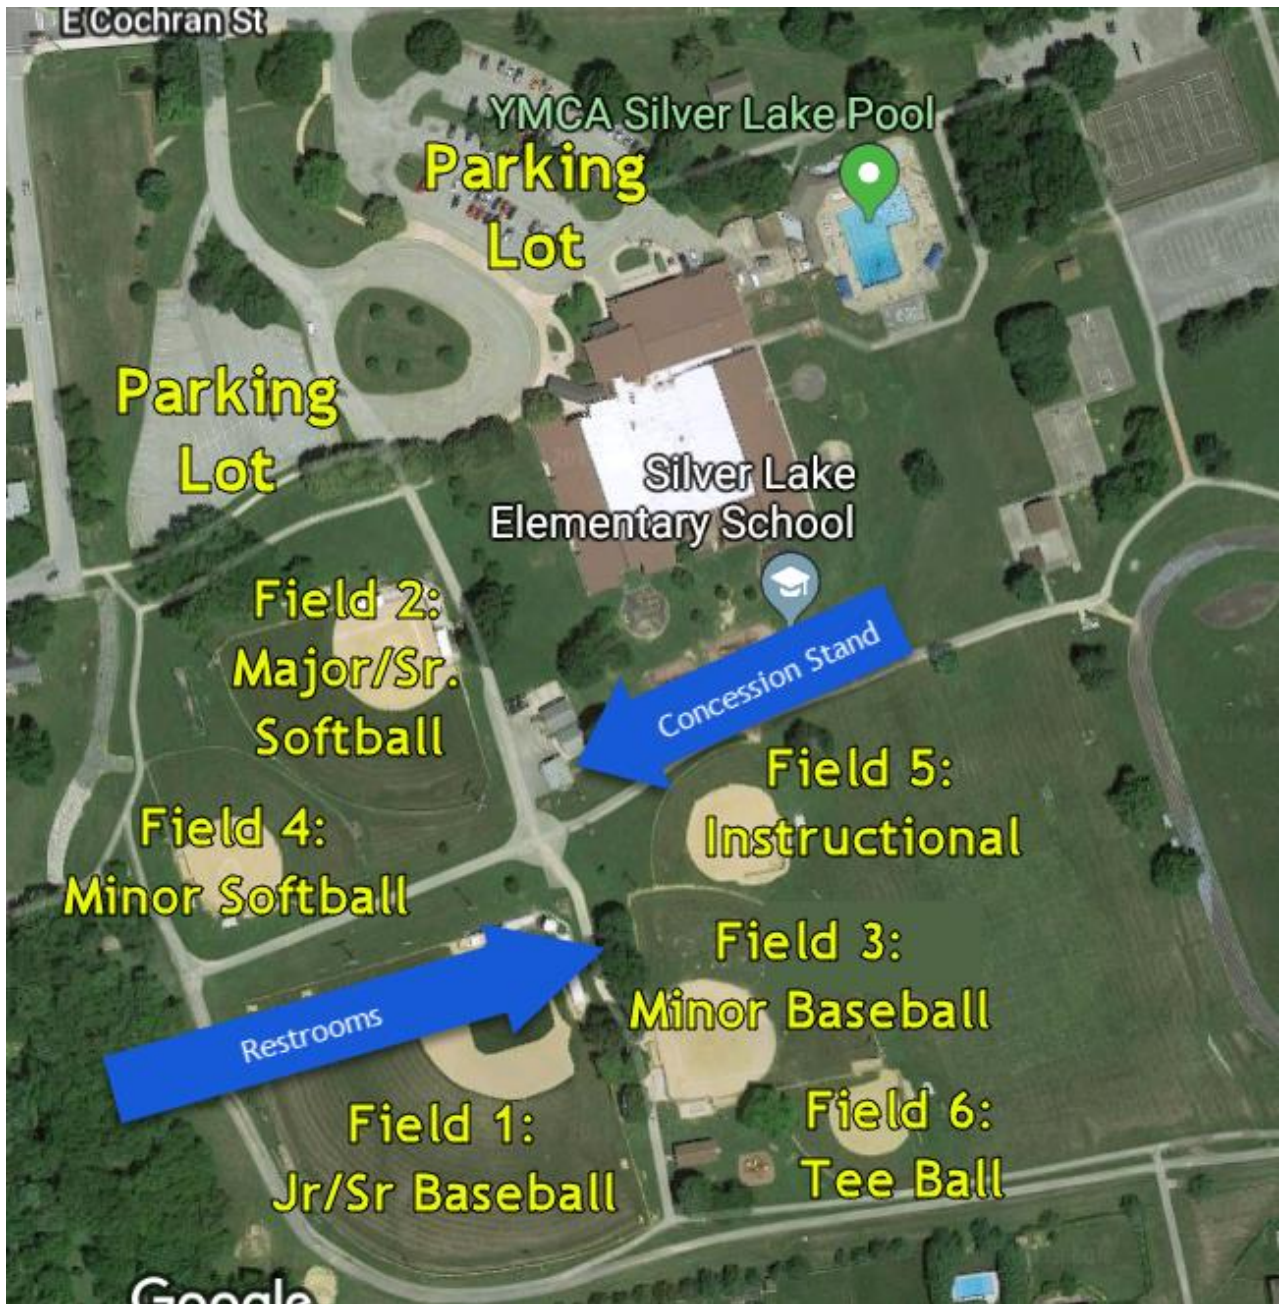 E Cochran St
YMCA Silver Lake Pool
Parking
Lot
Parking
Lot
Silver Lake
Elementary School
Field 2:
Major/Sr.
Softball
Concession Stand
Field 5:
Instructional
Field 4:
Minor Softball
Field 3:
Minor Baseball
Restrooms
Field 1:
Jr/Sr Baseball
Field 6:
Tee Ball
Google